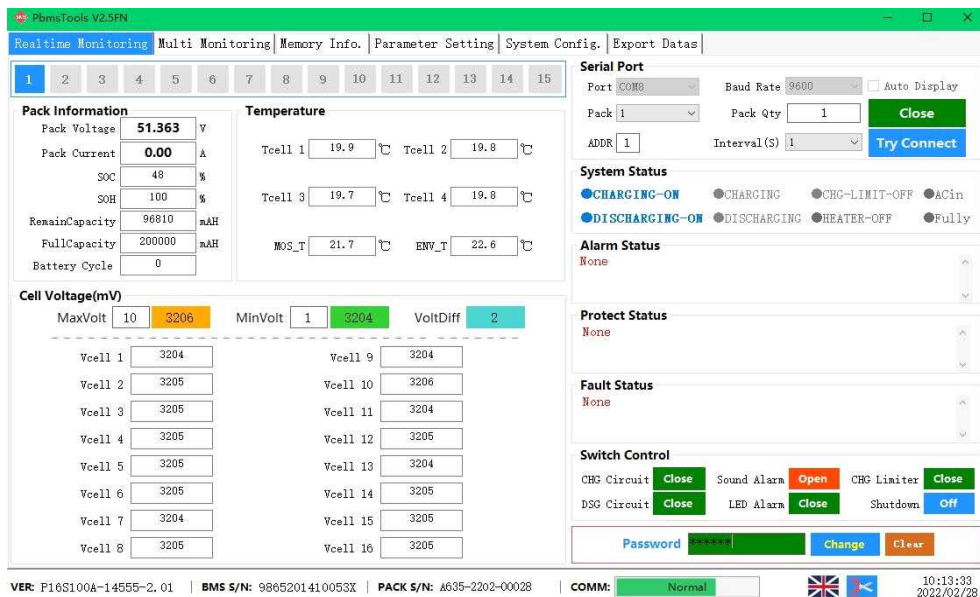 PbmsTools V2.5FN
Realtime Monitoring Multi Monitoring Memory Info. Parameter Setting System Config. Export Datas
1 2 3 4 5 6 7 8 9 10 11 12 13 14 15
Pack Information
Pack Voltage 51.363 V
Pack Current 0.00 A
SOC 48 %
SOH 100 %
RemainCapacity 96810 mAH
FullCapacity 200000 mAH
Battery Cycle 0
Temperature
Tcell 1 19.9 ℃ Tcell 2 19.8 ℃
Tcell 3 19.7 ℃ Tcell 4 19.8 ℃
MOS_T 21.7 ℃ ENV_T 22.6 ℃
Cell Voltage(mV)
MaxVolt 10 3206 MinVolt 1 3204 VoltDiff 2
Vcell 1 3204 Vcell 9 3204
Vcell 2 3205 Vcell 10 3206
Vcell 3 3205 Vcell 11 3204
Vcell 4 3205 Vcell 12 3205
Vcell 5 3205 Vcell 13 3204
Vcell 6 3205 Vcell 14 3205
Vcell 7 3204 Vcell 15 3205
Vcell 8 3205 Vcell 16 3205
Serial Port
Port COM8 Baud Rate 9600 Auto Display
Pack 1 Pack Qty 1 Close
ADDR 1 Interval(S) 1 Try Connect
System Status
CHARGING-ON CHARGING CHG-LIMIT-OFF ACin
DISCHARGING-ON DISCHARGING HEATER-OFF Fully
Alarm Status
None
Protect Status
None
Fault Status
None
Switch Control
CHG Circuit Close Sound Alarm Open CHG Limiter Close
DSG Circuit Close LED Alarm Close Shutdown Off
Password ****** Change Clear
VER: P16S100A-14555-2.01 BMS S/N: 9865201410053X PACK S/N: A635-2202-00028 COMM: Normal 10:13:33